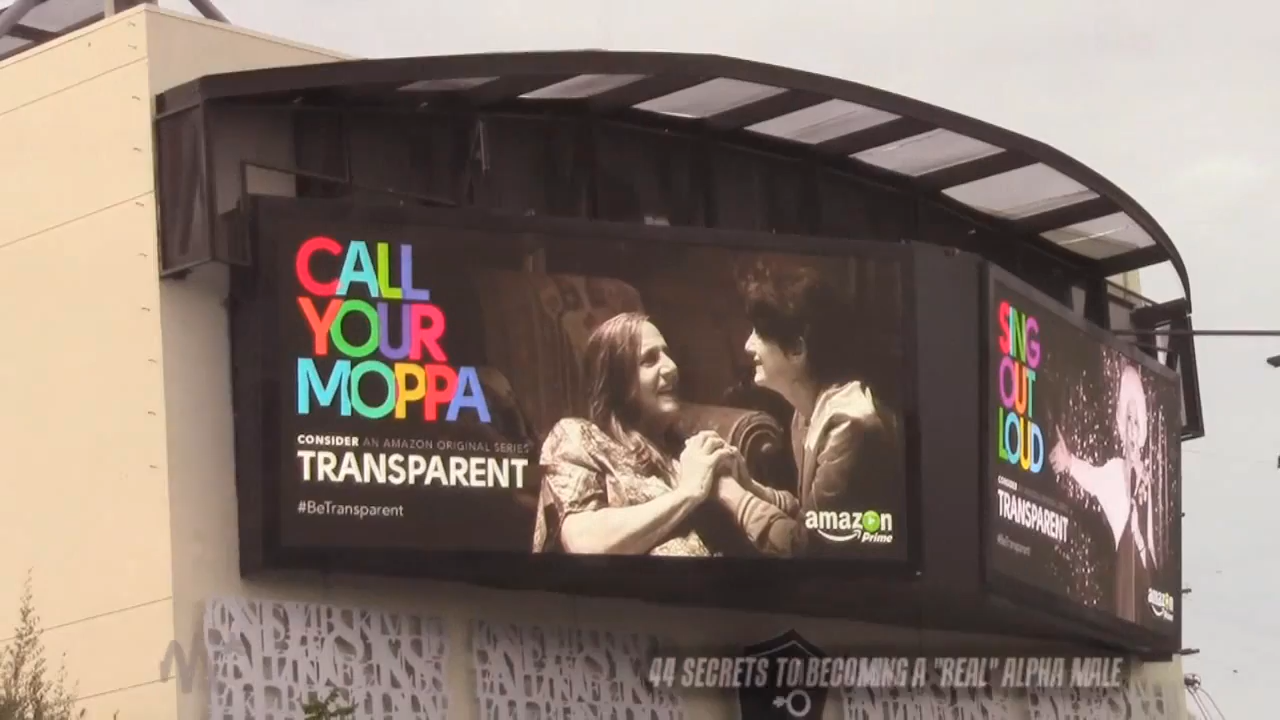 CALL
YOUR
MOPPA
CONSIDER AN AMAZON ORIGINAL SERIES
TRANSPARENT
#BeTransparent
amazon
Prime
SING
OUT
LOUD
CONSIDER
TRANSPARENT
#BeTransparent
amazon
44 SECRETS TO BECOMING A "REAL" ALPHA MALE